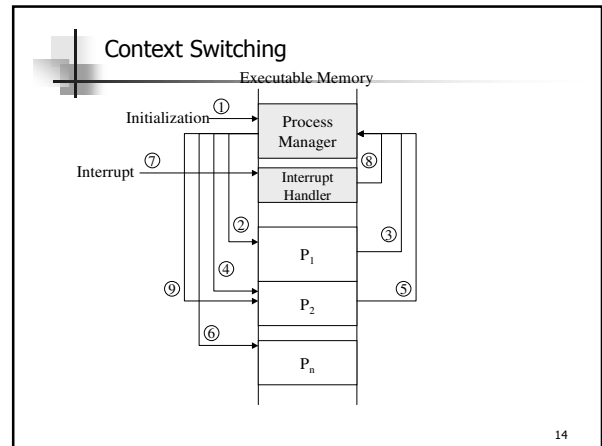 Context Switching
Executable Memory
Initialization
①
Process
Manager
Interrupt
⑦
⑧
Interrupt
Handler
②
③
P₁
④
⑨
⑤
P₂
⑥
Pₙ
14